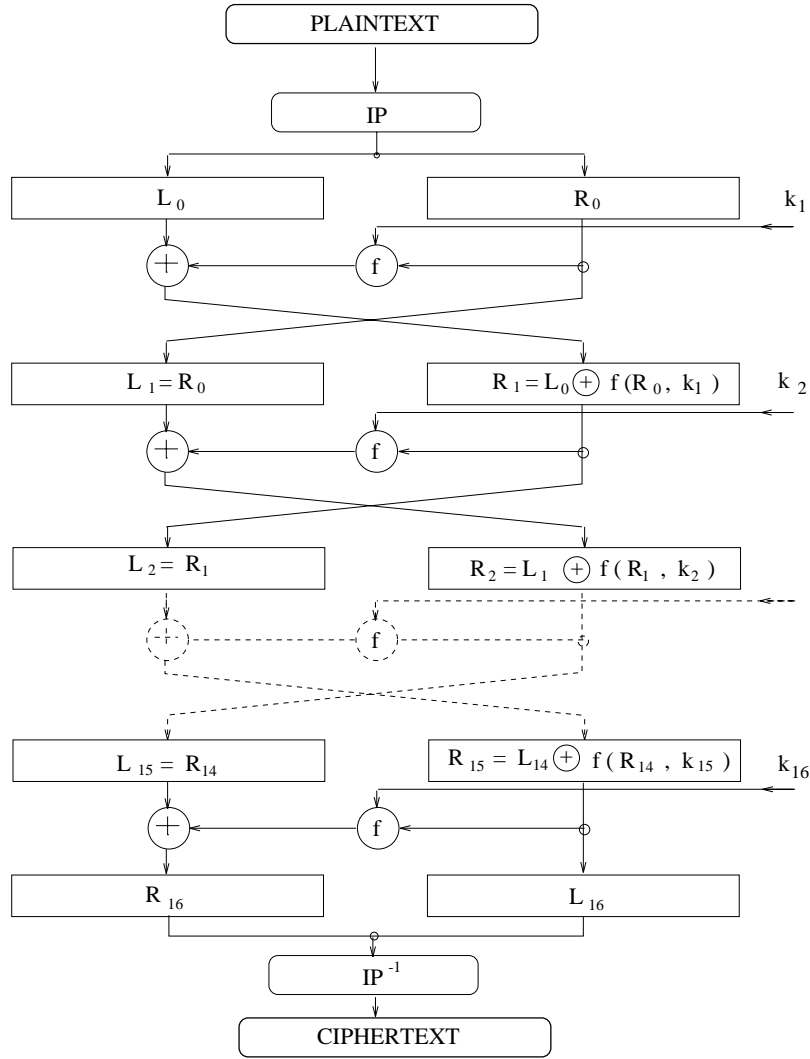 PLAINTEXT
IP
L 0
R 0
k 1
+
f
L 1 = R 0
R 1 = L 0 + f ( R 0 , k 1 )
k 2
+
f
L 2 = R 1
R 2 = L 1 + f ( R 1 , k 2 )
+
f
L 15 = R 14
R 15 = L 14 + f ( R 14 , k 15 )
k 16
+
f
R 16
L 16
IP -1
CIPHERTEXT